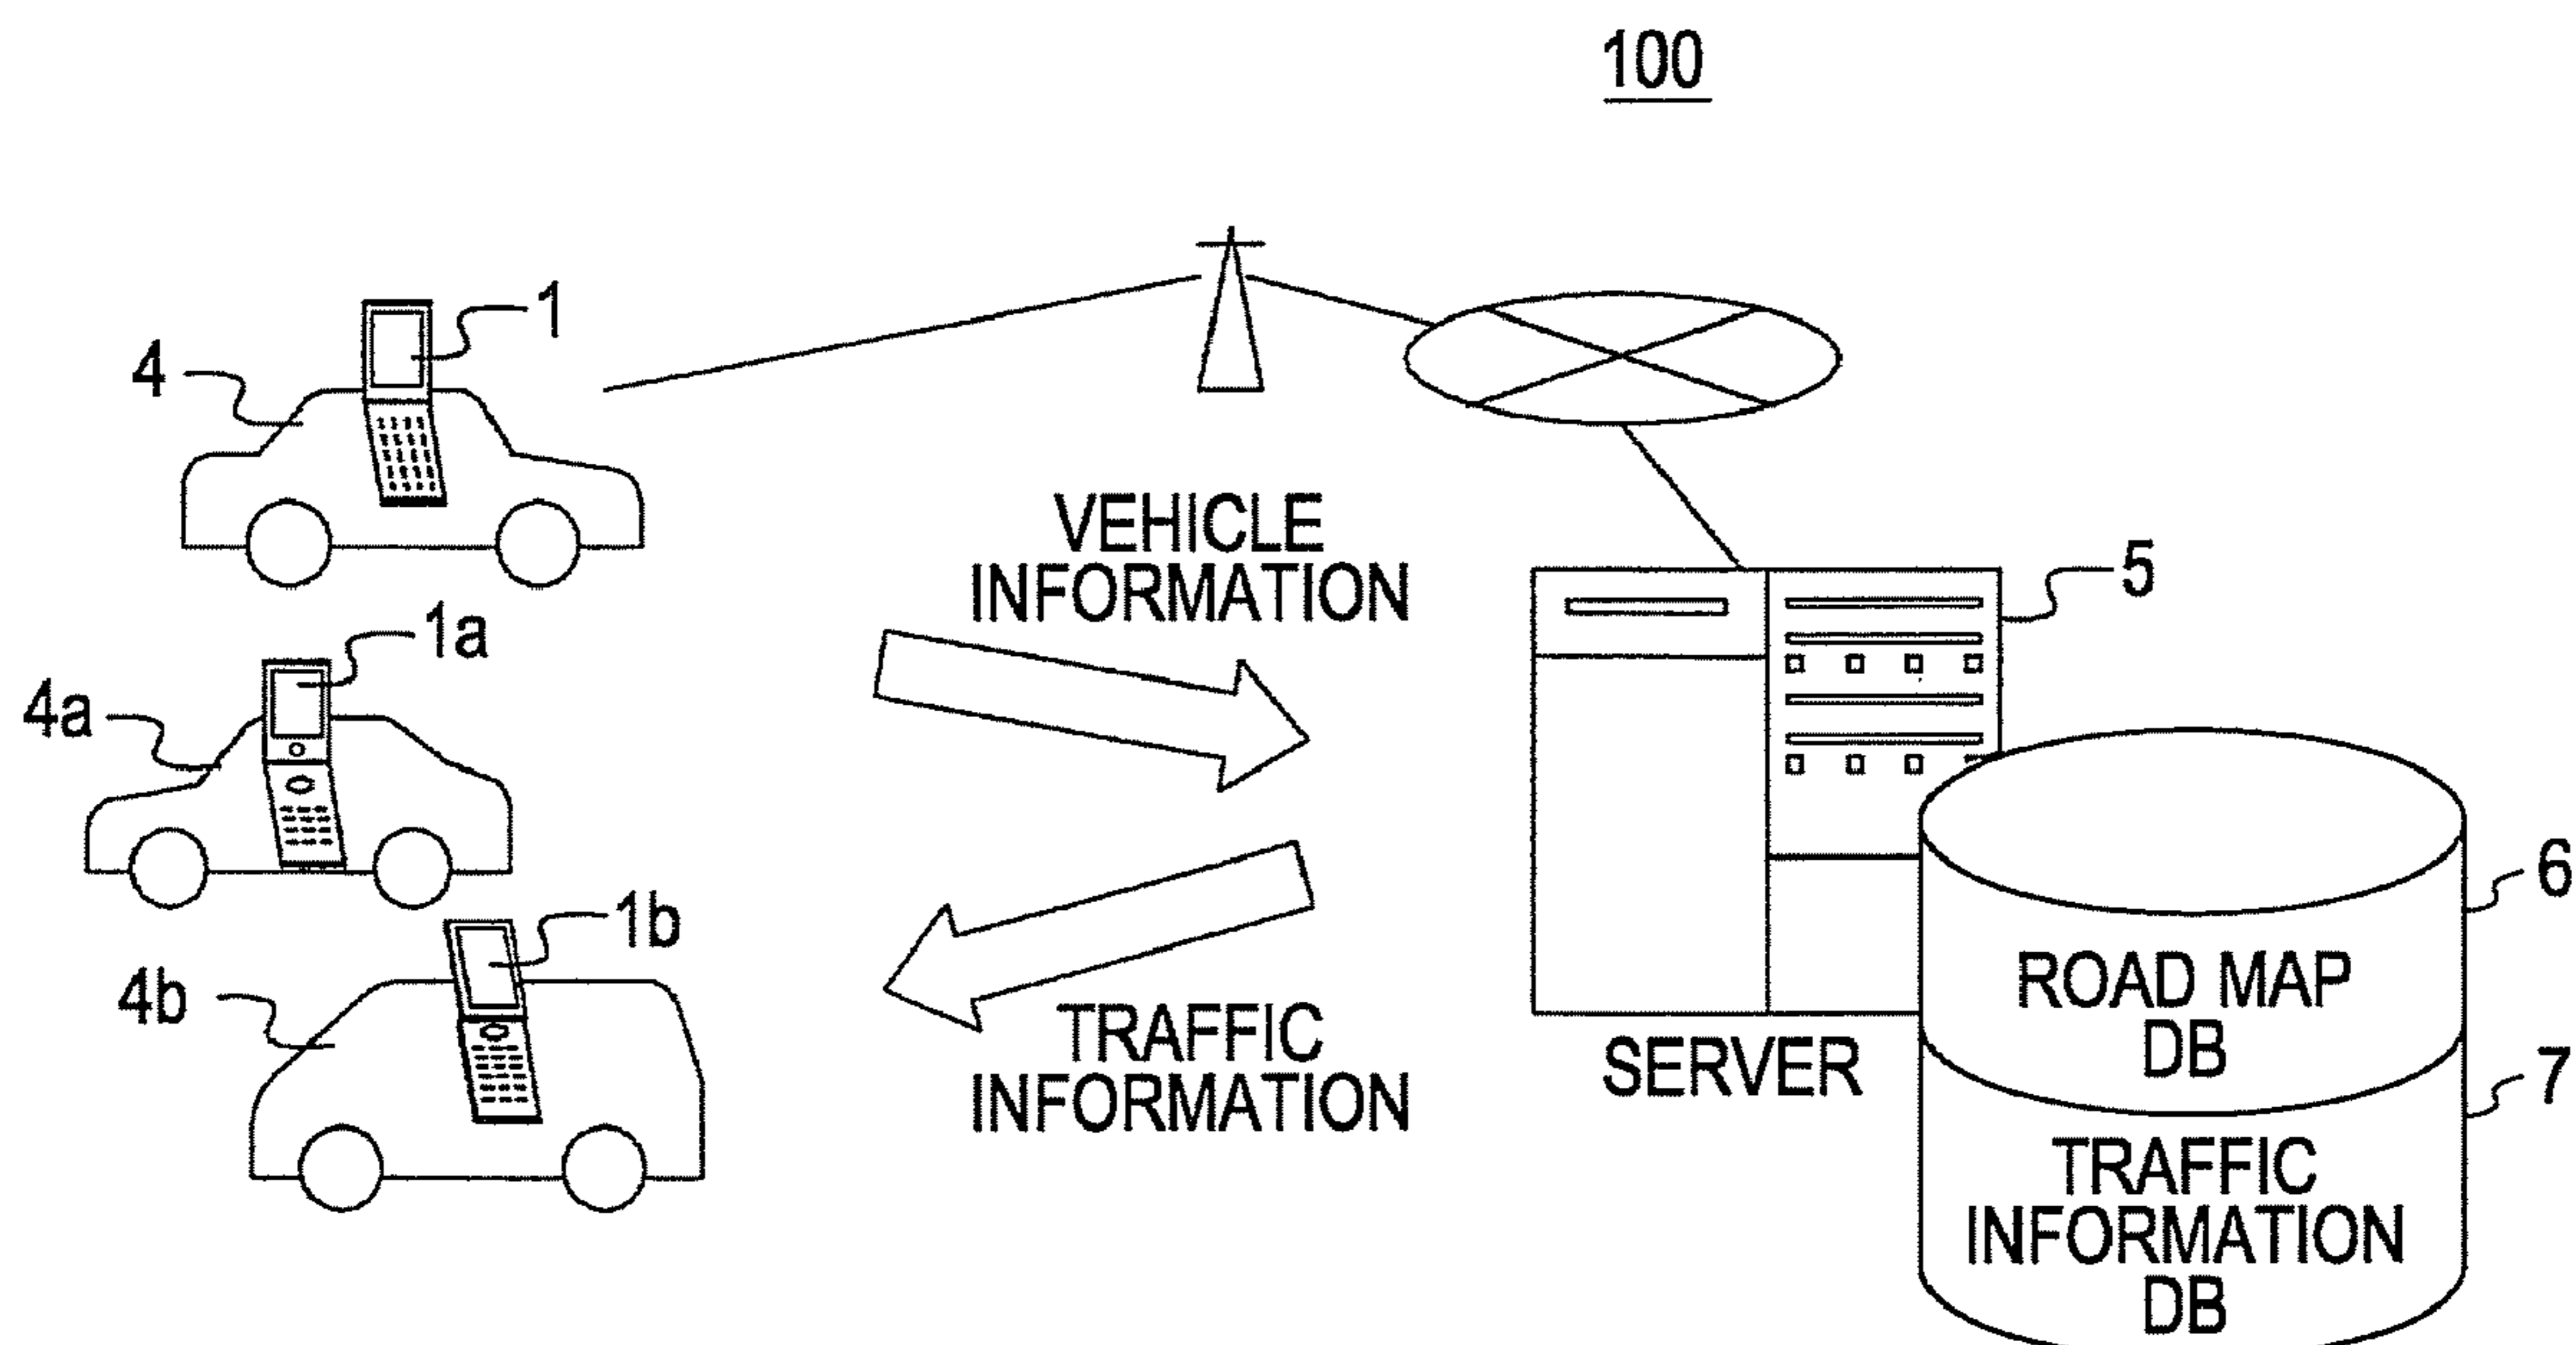 100
1
4
VEHICLE
INFORMATION
5
1a
4a
6
1b
4b
ROAD MAP
DB
TRAFFIC
INFORMATION
SERVER
7
TRAFFIC
INFORMATION
DB